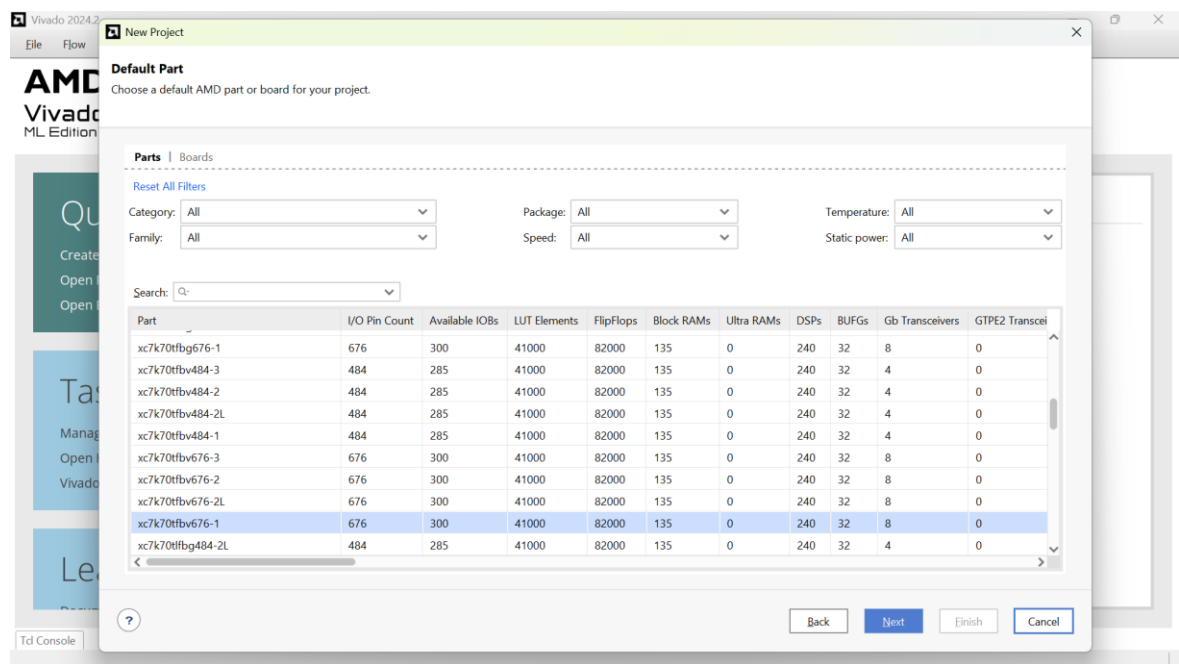 Vivado 2024.2
File Flow
AMD
Vivado
ML Edition
New Project
Default Part
Choose a default AMD part or board for your project.
Parts | Boards
Reset All Filters
Category: All Package: All Temperature: All
Family: All Speed: All Static power: All
Search: Q-
Part I/O Pin Count Available IOBs LUT Elements FlipFlops Block RAMs Ultra RAMs DSPs BUFGs Gb Transceivers GTPE2 Transcei
xc7k70tfbg676-1 676 300 41000 82000 135 0 240 32 8 0
xc7k70tfbv484-3 484 285 41000 82000 135 0 240 32 4 0
xc7k70tfbv484-2 484 285 41000 82000 135 0 240 32 4 0
xc7k70tfbv484-2L 484 285 41000 82000 135 0 240 32 4 0
xc7k70tfbv484-1 484 285 41000 82000 135 0 240 32 4 0
xc7k70tfbv676-3 676 300 41000 82000 135 0 240 32 8 0
xc7k70tfbv676-2 676 300 41000 82000 135 0 240 32 8 0
xc7k70tfbv676-2L 676 300 41000 82000 135 0 240 32 8 0
xc7k70tfbv676-1 676 300 41000 82000 135 0 240 32 8 0
xc7k70tlfbg484-2L 484 285 41000 82000 135 0 240 32 4 0
? Back Next Finish Cancel
Qu
Create
Open
Open
Tas
Manag
Open
Vivado
Lea
Tcl Console